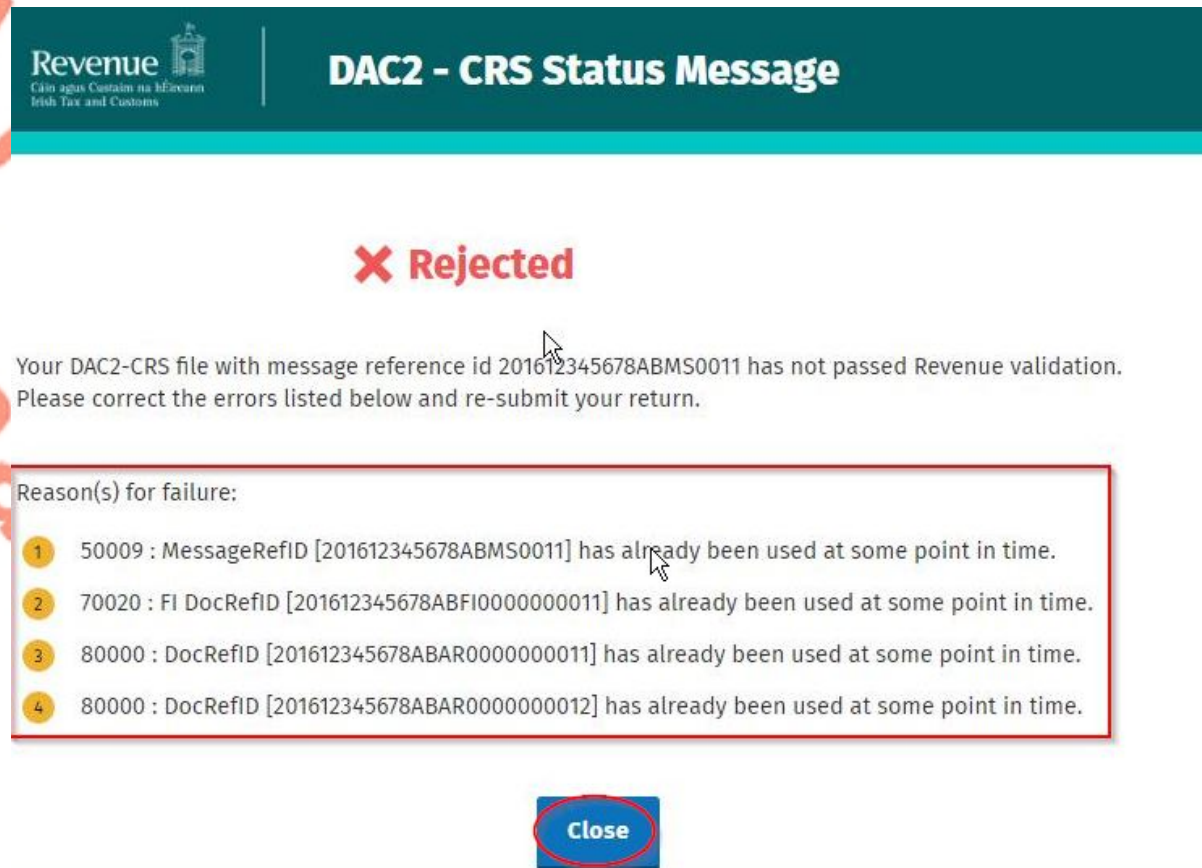 Revenue
Cáin agus Custaim na hÉireann
Irish Tax and Customs
DAC2 - CRS Status Message
Rejected
Your DAC2-CRS file with message reference id 201612345678ABMS0011 has not passed Revenue validation.
Please correct the errors listed below and re-submit your return.
Reason(s) for failure:
1 50009 : MessageRefID [201612345678ABMS0011] has already been used at some point in time.
2 70020 : FI DocRefID [201612345678ABFI0000000011] has already been used at some point in time.
3 80000 : DocRefID [201612345678ABAR0000000011] has already been used at some point in time.
4 80000 : DocRefID [201612345678ABAR0000000012] has already been used at some point in time.
Close